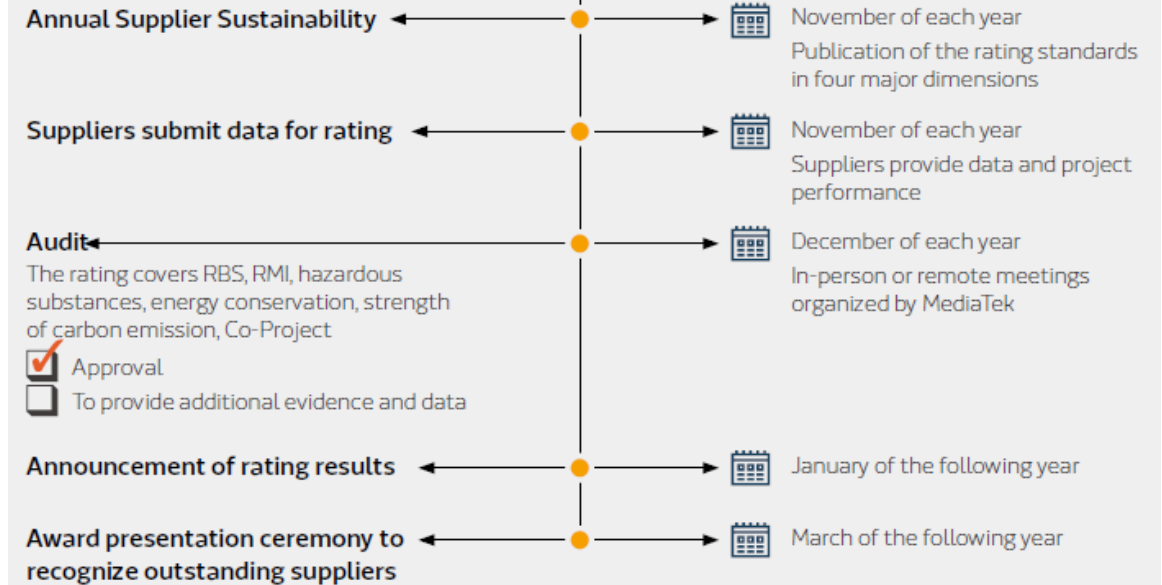 Annual Supplier Sustainability
November of each year
Publication of the rating standards
in four major dimensions
Suppliers submit data for rating
November of each year
Suppliers provide data and project
performance
Audit
The rating covers RBS, RMI, hazardous
substances, energy conservation, strength
of carbon emission, Co-Project
Approval
To provide additional evidence and data
December of each year
In-person or remote meetings
organized by MediaTek
Announcement of rating results
January of the following year
Award presentation ceremony to
recognize outstanding suppliers
March of the following year